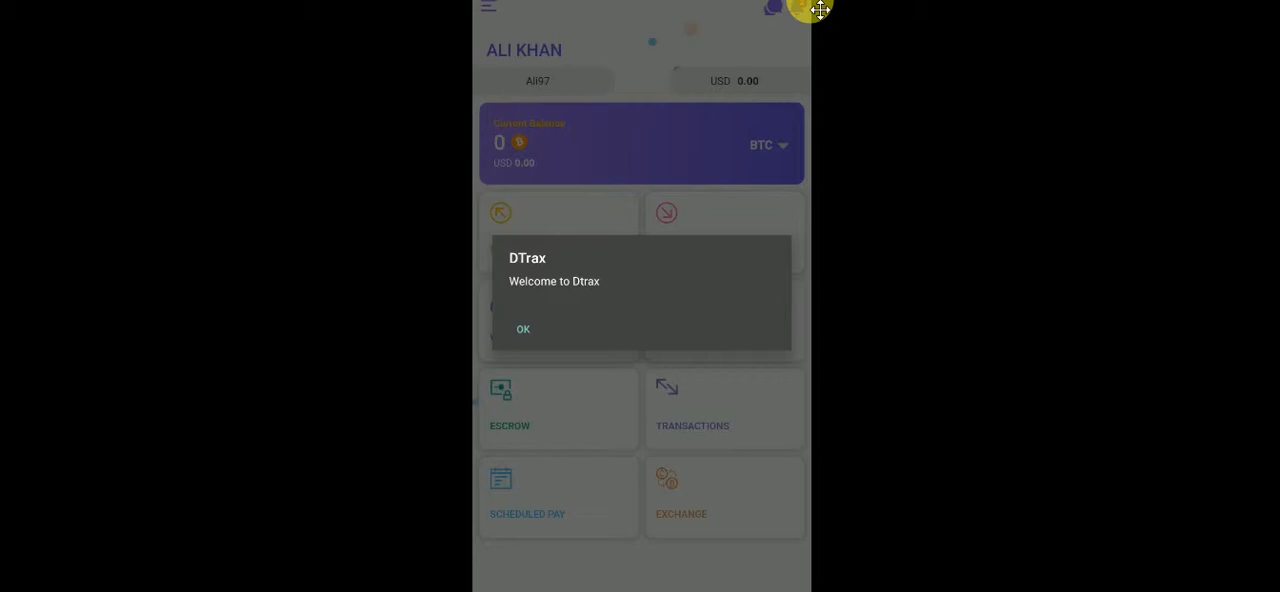 ALI KHAN
Ali97
USD 0.00
Current Balance
0
BTC
USD 0.00
DTrax
Welcome to Dtrax
OK
ESCROW
TRANSACTIONS
SCHEDULED PAY
EXCHANGE